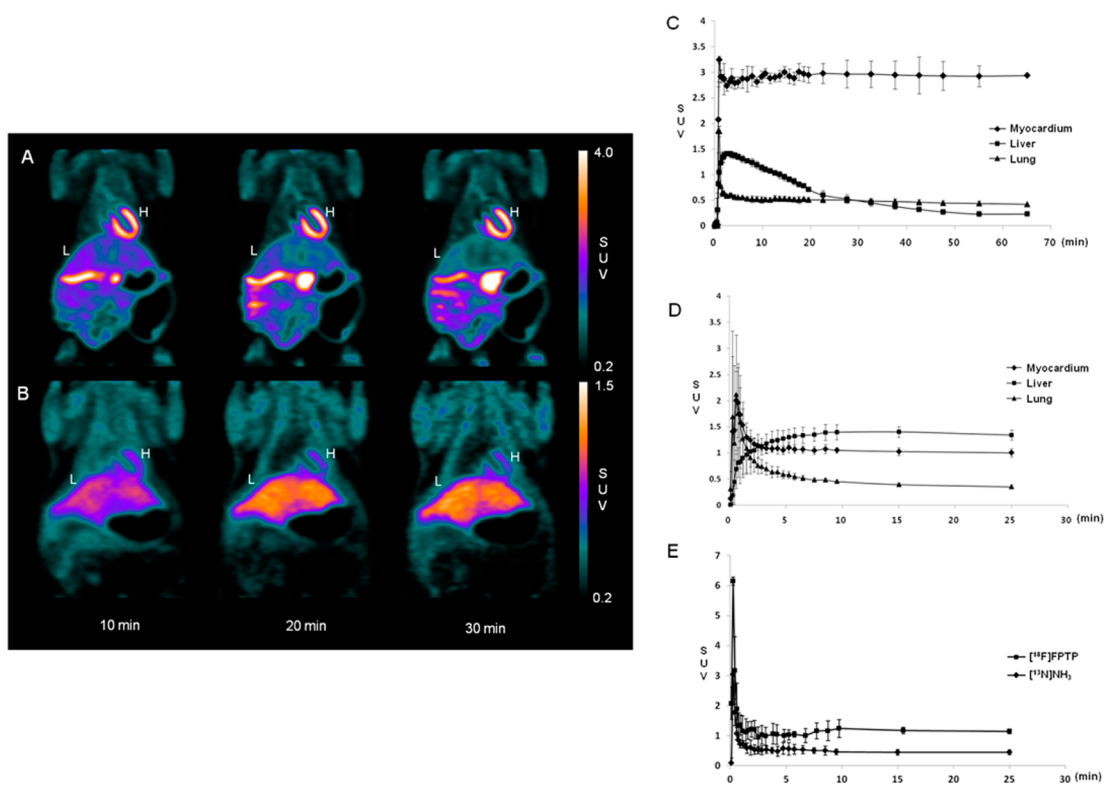 A
H
L
H
L
H
L
4.0
S
U
V
0.2
B
H
L
H
L
H
L
1.5
S
U
V
0.2
10 min
20 min
30 min
C
4
3.5
3
2.5
2
1.5
1
0.5
0
S
U
V
Myocardium
Liver
Lung
0 10 20 30 40 50 60 70 (min)
D
4
3.5
3
2.5
2
1.5
1
0.5
0
S
U
V
Myocardium
Liver
Lung
0 5 10 15 20 25 30 (min)
E
7
6
5
4
3
2
1
0
S
U
V
[¹⁸F]FPTP
[¹³N]NH₃
0 5 10 15 20 25 30 (min)